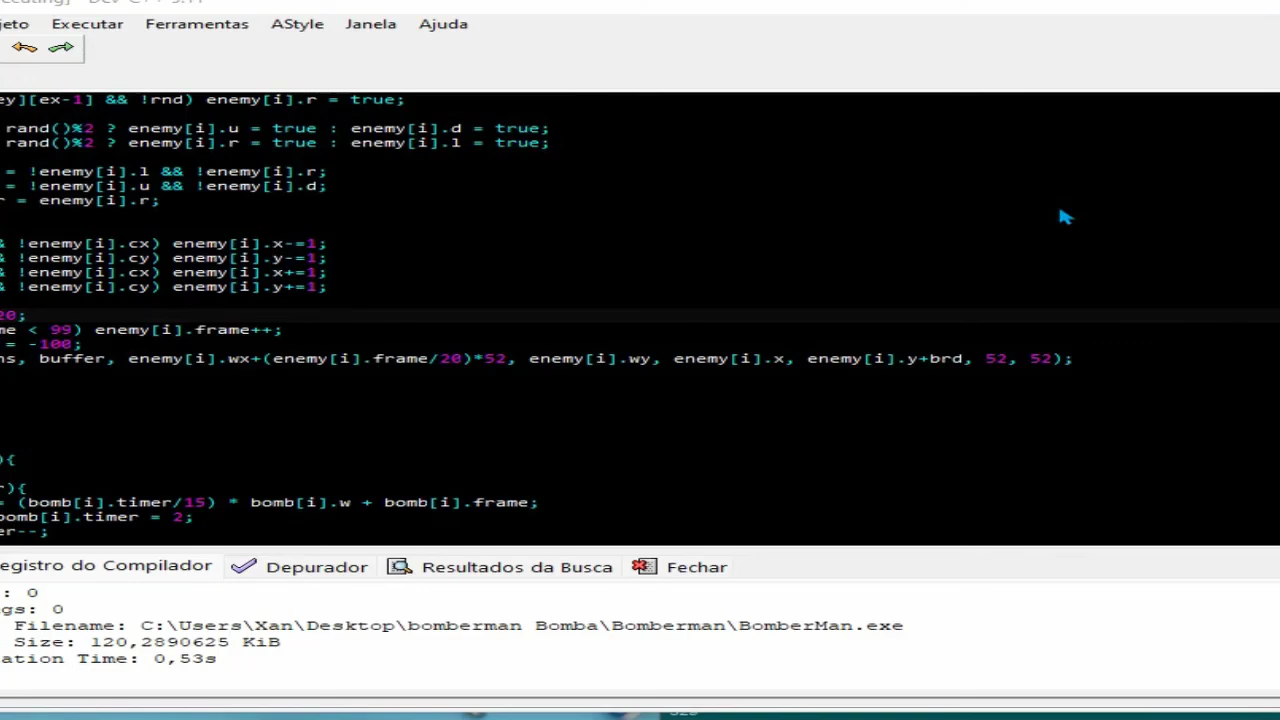 jeto Executar Ferramentas AStyle Janela Ajuda
ey][ex-1] && !rnd) enemy[i].r = true;
rand()%2 ? enemy[i].u = true : enemy[i].d = true;
rand()%2 ? enemy[i].r = true : enemy[i].l = true;
= !enemy[i].l && !enemy[i].r;
= !enemy[i].u && !enemy[i].d;
r = enemy[i].r;
& !enemy[i].cx) enemy[i].x-=1;
& !enemy[i].cy) enemy[i].y-=1;
& !enemy[i].cx) enemy[i].x+=1;
& !enemy[i].cy) enemy[i].y+=1;
20;
me < 99) enemy[i].frame++;
= -100;
ns, buffer, enemy[i].wx+(enemy[i].frame/20)*52, enemy[i].wy, enemy[i].x, enemy[i].y+brd, 52, 52);
){
r){
= (bomb[i].timer/15) * bomb[i].w + bomb[i].frame;
bomb[i].timer = 2;
er--;
egistro do Compilador Depurador Resultados da Busca Fechar
: 0
gs: 0
Filename: C:\Users\Xan\Desktop\bomberman Bomba\Bomberman\BomberMan.exe
Size: 120,2890625 KiB
ation Time: 0,53s